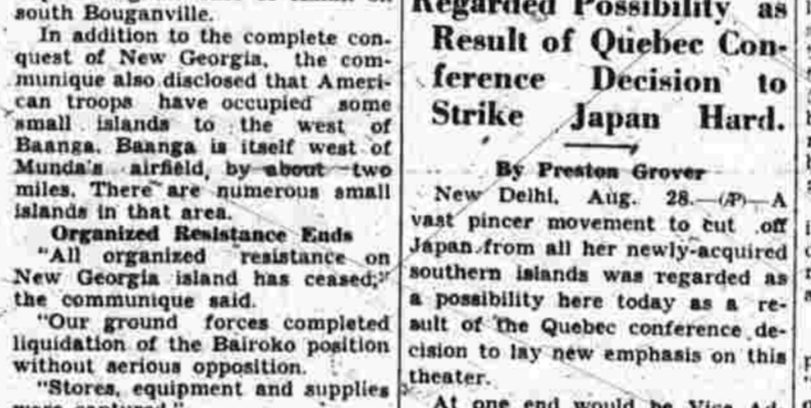 south Bouganville.
In addition to the complete con-
quest of New Georgia, the com-
munique also disclosed that Ameri-
can troops have occupied some
small islands to the west of
Baanga. Baanga is itself west of
Munda's airfield, by about two
miles. There are numerous small
islands in that area.
Organized Resistance Ends
"All organized resistance on
New Georgia island has ceased,"
the communique said.
"Our ground forces completed
liquidation of the Bairoko position
without serious opposition.
"Stores, equipment and supplies
were captured."
Regarded Possibility as
Result of Quebec Con-
ference Decision to
Strike Japan Hard.
By Preston Grover
New Delhi, Aug. 28.—(AP)—A
vast pincer movement to cut off
Japan from all her newly-acquired
southern islands was regarded as
a possibility here today as a re-
sult of the Quebec conference de-
cision to lay new emphasis on this
theater.
At one end would be Vice Ad-